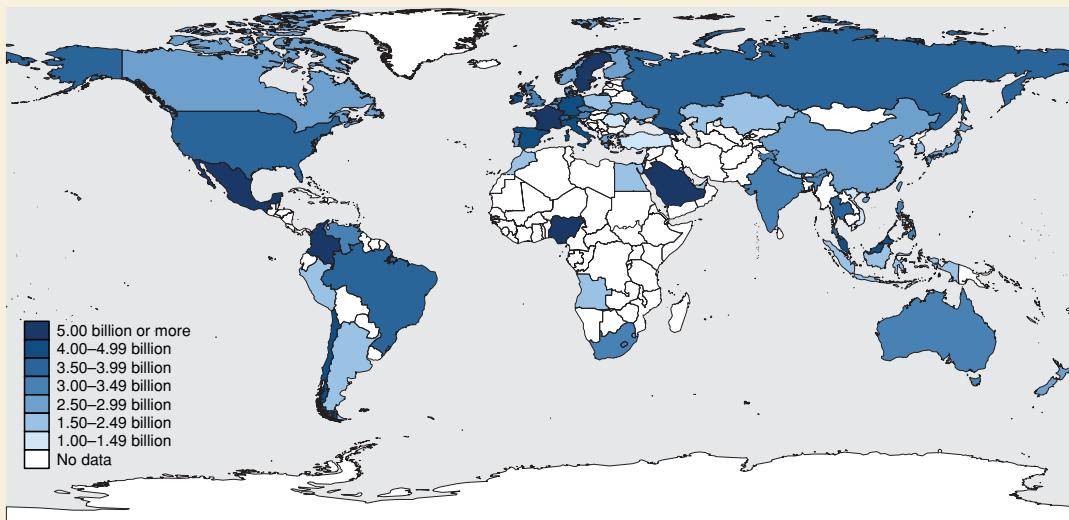 5.00 billion or more
4.00–4.99 billion
3.50–3.99 billion
3.00–3.49 billion
2.50–2.99 billion
1.50–2.49 billion
1.00–1.49 billion
No data